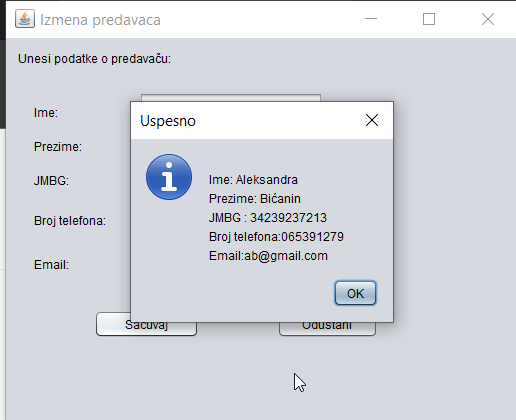 Izmena predavaca
Unesi podatke o predavaču:
Ime:
Prezime:
JMBG:
Broj telefona:
Email:
Uspesno
Ime: Aleksandra
Prezime: Bićanin
JMBG : 34239237213
Broj telefona:065391279
Email:ab@gmail.com
OK
Sačuvaj
Odustani